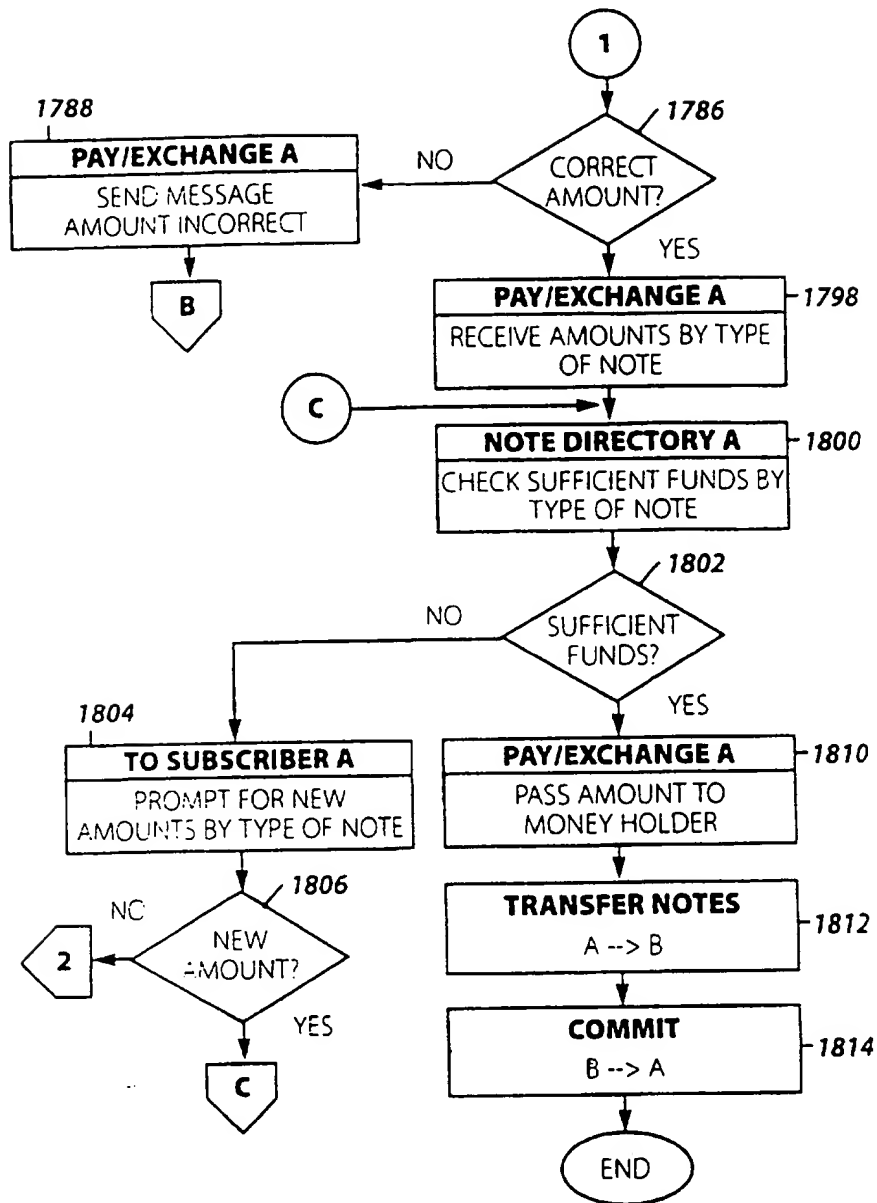 1
1788
1786
PAY/EXCHANGE A
NO
CORRECT
AMOUNT?
SEND MESSAGE
AMOUNT INCORRECT
YES
B
PAY/EXCHANGE A
1798
RECEIVE AMOUNTS BY TYPE
OF NOTE
C
NOTE DIRECTORY A
1800
CHECK SUFFICIENT FUNDS BY
TYPE OF NOTE
1802
NO
SUFFICIENT
FUNDS?
YES
1804
TO SUBSCRIBER A
PROMPT FOR NEW
AMOUNTS BY TYPE OF NOTE
PAY/EXCHANGE A
1810
PASS AMOUNT TO
MONEY HOLDER
1806
NO
2
NEW
AMOUNT?
YES
C
TRANSFER NOTES
A --> B
1812
COMMIT
B --> A
1814
END